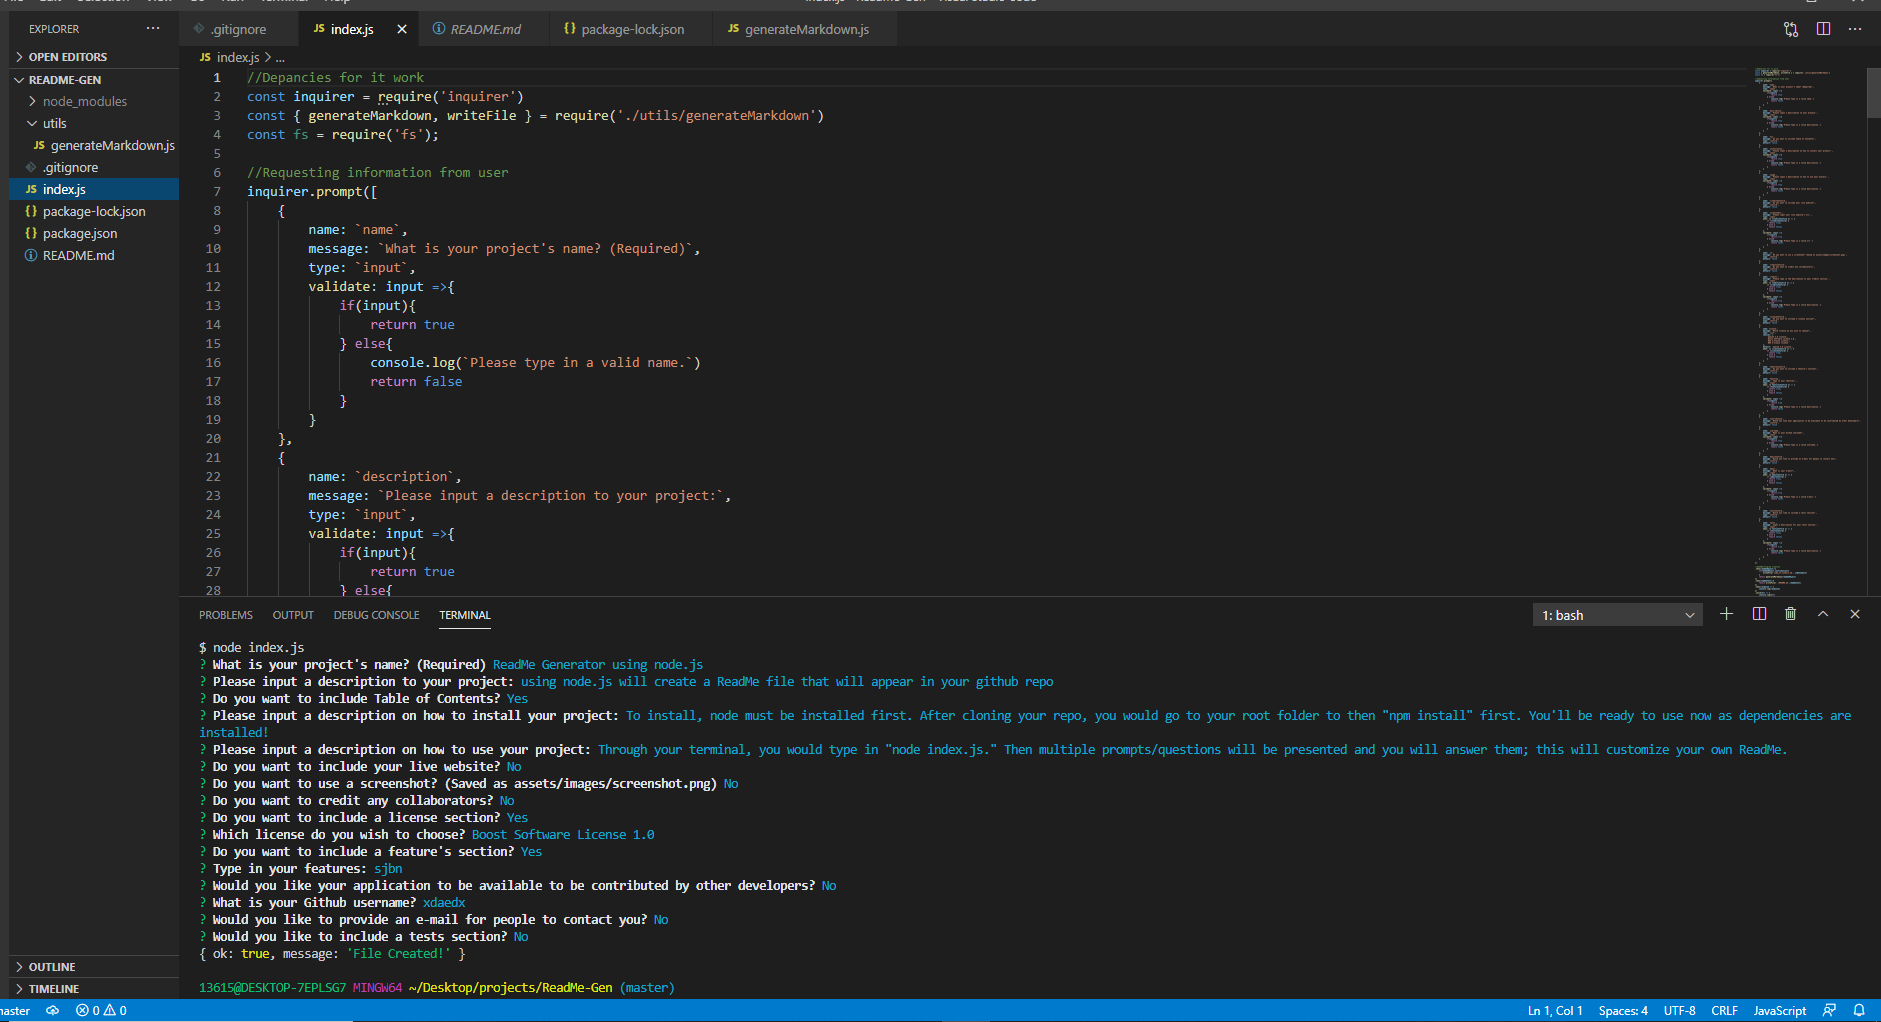 File Edit Selection View Go Run Terminal Help
index.js - ReadMe-Gen - Visual Studio Code
EXPLORER
OPEN EDITORS
README-GEN
node_modules
utils
JS generateMarkdown.js
.gitignore
JS index.js
{} package-lock.json
{} package.json
README.md
OUTLINE
TIMELINE
.gitignore
JS index.js
README.md
{} package-lock.json
JS generateMarkdown.js
JS index.js > ...
1 //Depancies for it work
2 const inquirer = require('inquirer')
3 const { generateMarkdown, writeFile } = require('./utils/generateMarkdown')
4 const fs = require('fs');
5
6 //Requesting information from user
7 inquirer.prompt([
8 {
9 name: `name`,
10 message: `What is your project's name? (Required)`,
11 type: `input`,
12 validate: input =>{
13 if(input){
14 return true
15 } else{
16 console.log(`Please type in a valid name.`)
17 return false
18 }
19 }
20 },
21 {
22 name: `description`,
23 message: `Please input a description to your project:`,
24 type: `input`,
25 validate: input =>{
26 if(input){
27 return true
28 } else{
PROBLEMS OUTPUT DEBUG CONSOLE TERMINAL
1: bash
$ node index.js
? What is your project's name? (Required) ReadMe Generator using node.js
? Please input a description to your project: using node.js will create a ReadMe file that will appear in your github repo
? Do you want to include Table of Contents? Yes
? Please input a description on how to install your project: To install, node must be installed first. After cloning your repo, you would go to your root folder to then "npm install" first. You'll be ready to use now as dependencies are
installed!
? Please input a description on how to use your project: Through your terminal, you would type in "node index.js." Then multiple prompts/questions will be presented and you will answer them; this will customize your own ReadMe.
? Do you want to include your live website? No
? Do you want to use a screenshot? (Saved as assets/images/screenshot.png) No
? Do you want to credit any collaborators? No
? Do you want to include a license section? Yes
? Which license do you wish to choose? Boost Software License 1.0
? Do you want to include a feature's section? Yes
? Type in your features: sjbn
? Would you like your application to be available to be contributed by other developers? No
? What is your Github username? xdaedx
? Would you like to provide an e-mail for people to contact you? No
? Would you like to include a tests section? No
{ ok: true, message: 'File Created!' }
13615@DESKTOP-7EPLSG7 MINGW64 ~/Desktop/projects/ReadMe-Gen (master)
master 0 0
Ln 1, Col 1 Spaces: 4 UTF-8 CRLF JavaScript